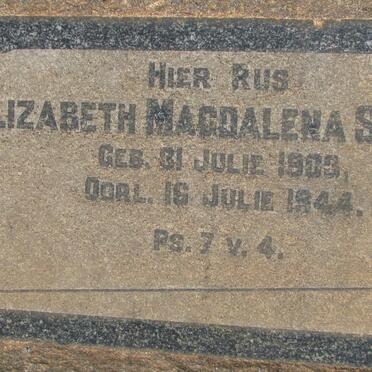 HIER RUS
LIZABETH MAGDALENA S
GEB. 31 JULIE 1903,
OORL. 16 JULIE 1944.
PS. 7 V. 4.